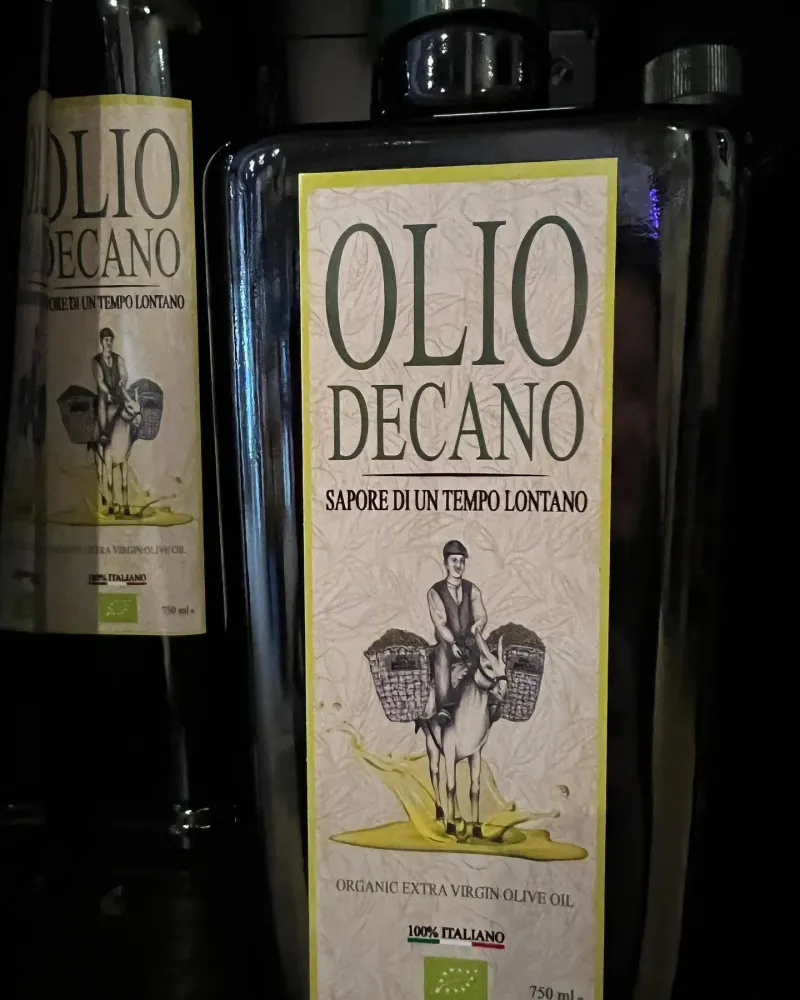 OLIO
DECANO
DI UN TEMPO LONTANO
EXTRA VIRGIN OLIVE OIL
100% ITALIANO
750 ml e
OLIO
DECANO
SAPORE DI UN TEMPO LONTANO
ORGANIC EXTRA VIRGIN OLIVE OIL
100% ITALIANO
750 ml e